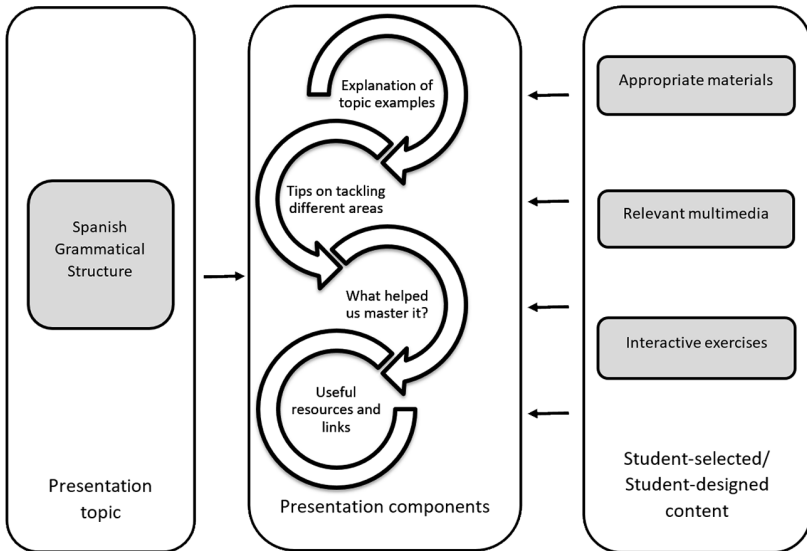 Spanish
Grammatical
Structure
Presentation
topic
Explanation of
topic examples
Tips on tackling
different areas
What helped
us master it?
Useful
resources and
links
Presentation components
Appropriate materials
Relevant multimedia
Interactive exercises
Student-selected/
Student-designed
content